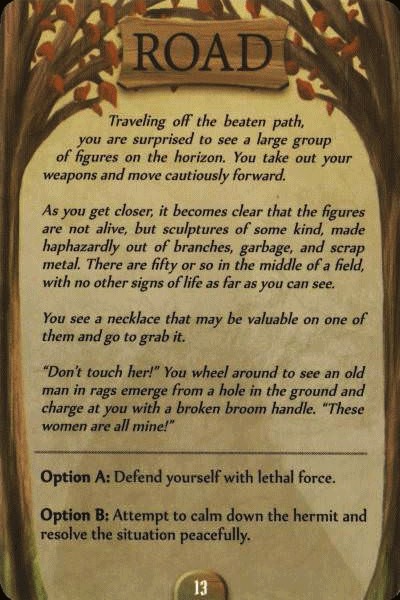 ROAD
Traveling off the beaten path,
you are surprised to see a large group
of figures on the horizon. You take out your
weapons and move cautiously forward.
As you get closer, it becomes clear that the figures
are not alive, but sculptures of some kind, made
haphazardly out of branches, garbage, and scrap
metal. There are fifty or so in the middle of a field,
with no other signs of life as far as you can see.
You see a necklace that may be valuable on one of
them and go to grab it.
“Don’t touch her!” You wheel around to see an old
man in rags emerge from a hole in the ground and
charge at you with a broken broom handle. “These
women are all mine!”
Option A: Defend yourself with lethal force.
Option B: Attempt to calm down the hermit and
resolve the situation peacefully.
13